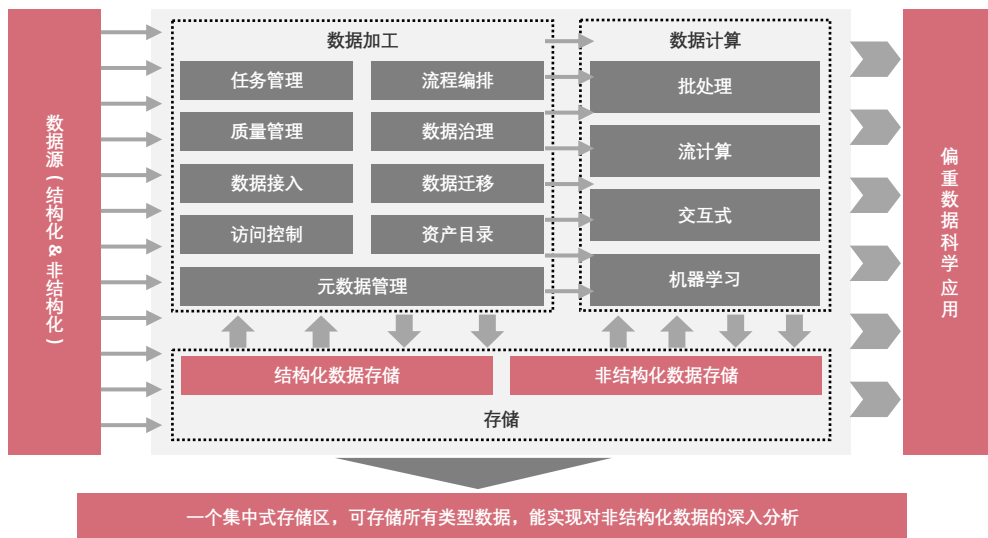 数据源(结构化&非结构化)
数据加工
任务管理
流程编排
质量管理
数据治理
数据接入
数据迁移
访问控制
资产目录
元数据管理
数据计算
批处理
流计算
交互式
机器学习
结构化数据存储
非结构化数据存储
存储
偏重数据科学应用
一个集中式存储区，可存储所有类型数据，能实现对非结构化数据的深入分析